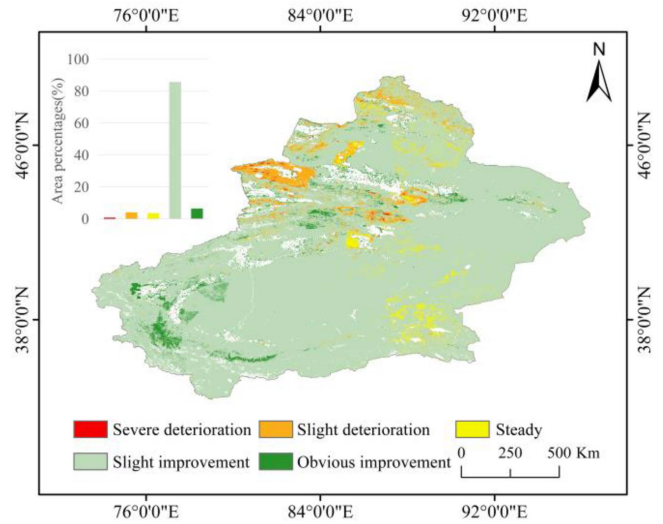 76°0'0"E 84°0'0"E 92°0'0"E
N
100
80
60
40
20
0
Area percentages(%)
46°0'0"N
46°0'0"N
38°0'0"N
38°0'0"N
Severe deterioration Slight deterioration Steady
Slight improvement Obvious improvement
0 250 500 Km
76°0'0"E 84°0'0"E 92°0'0"E